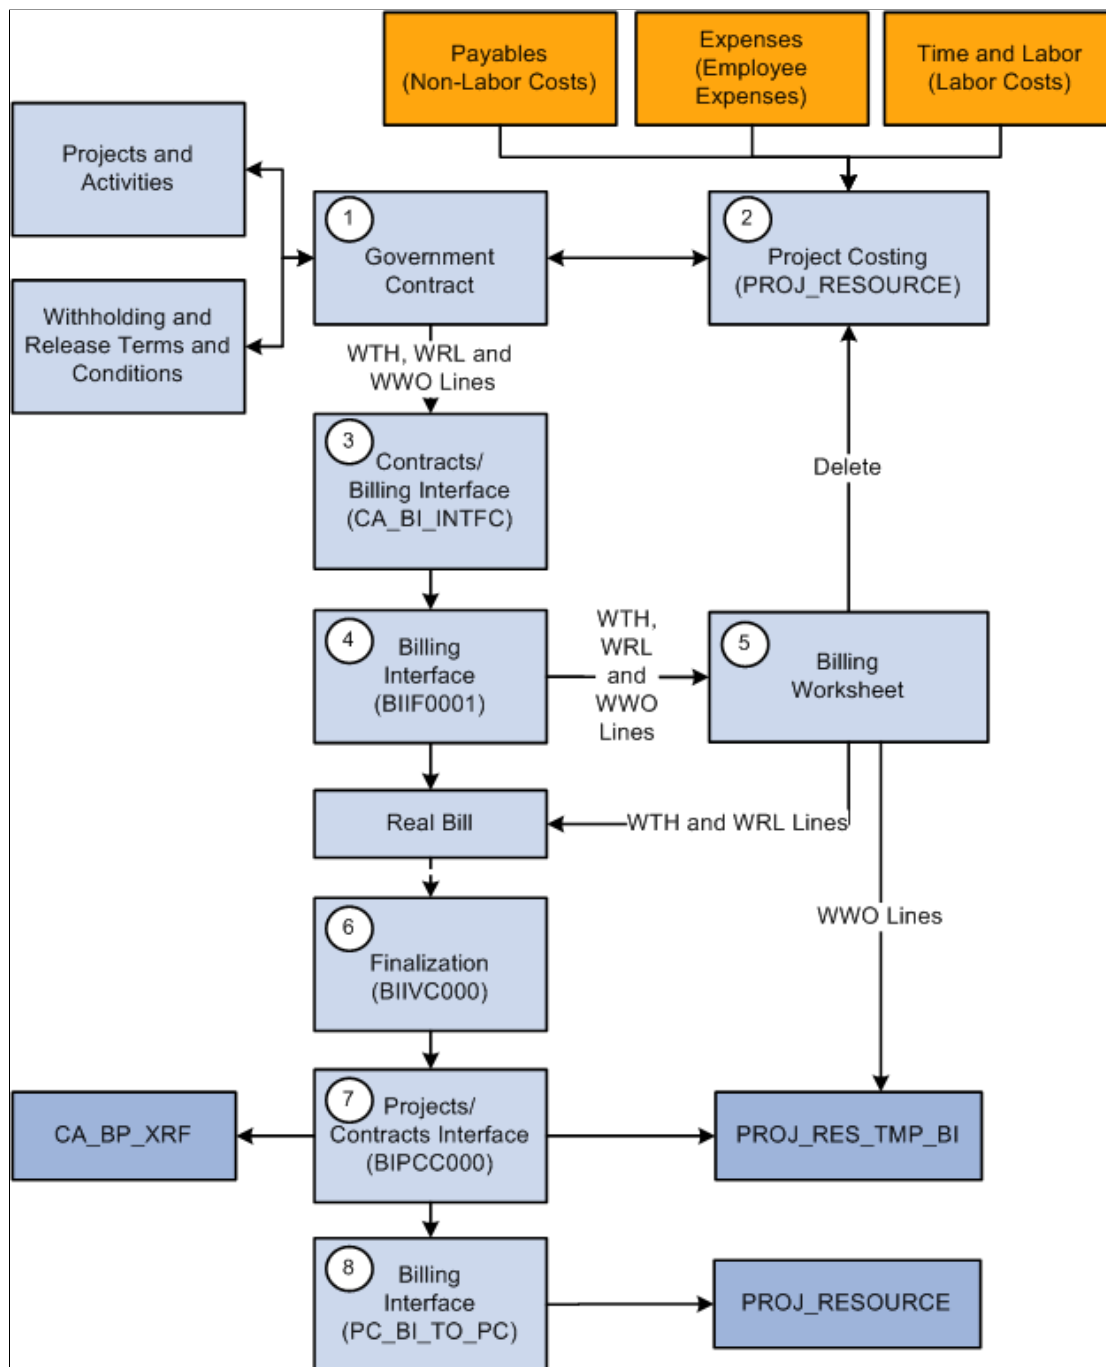 Payables
(Non-Labor Costs)
Expenses
(Employee
Expenses)
Time and Labor
(Labor Costs)
Projects and
Activities
1
Government
Contract
2
Project Costing
(PROJ_RESOURCE)
Withholding and
Release Terms and
Conditions
WTH, WRL and
WWO Lines
3
Contracts/
Billing Interface
(CA_BI_INTFC)
Delete
4
Billing
Interface
(BIIF0001)
WTH,
WRL
and
WWO
Lines
5
Billing
Worksheet
Real Bill
WTH and WRL Lines
6
Finalization
(BIIVC000)
WWO Lines
CA_BP_XRF
7
Projects/
Contracts Interface
(BIPCC000)
PROJ_RES_TMP_BI
8
Billing
Interface
(PC_BI_TO_PC)
PROJ_RESOURCE